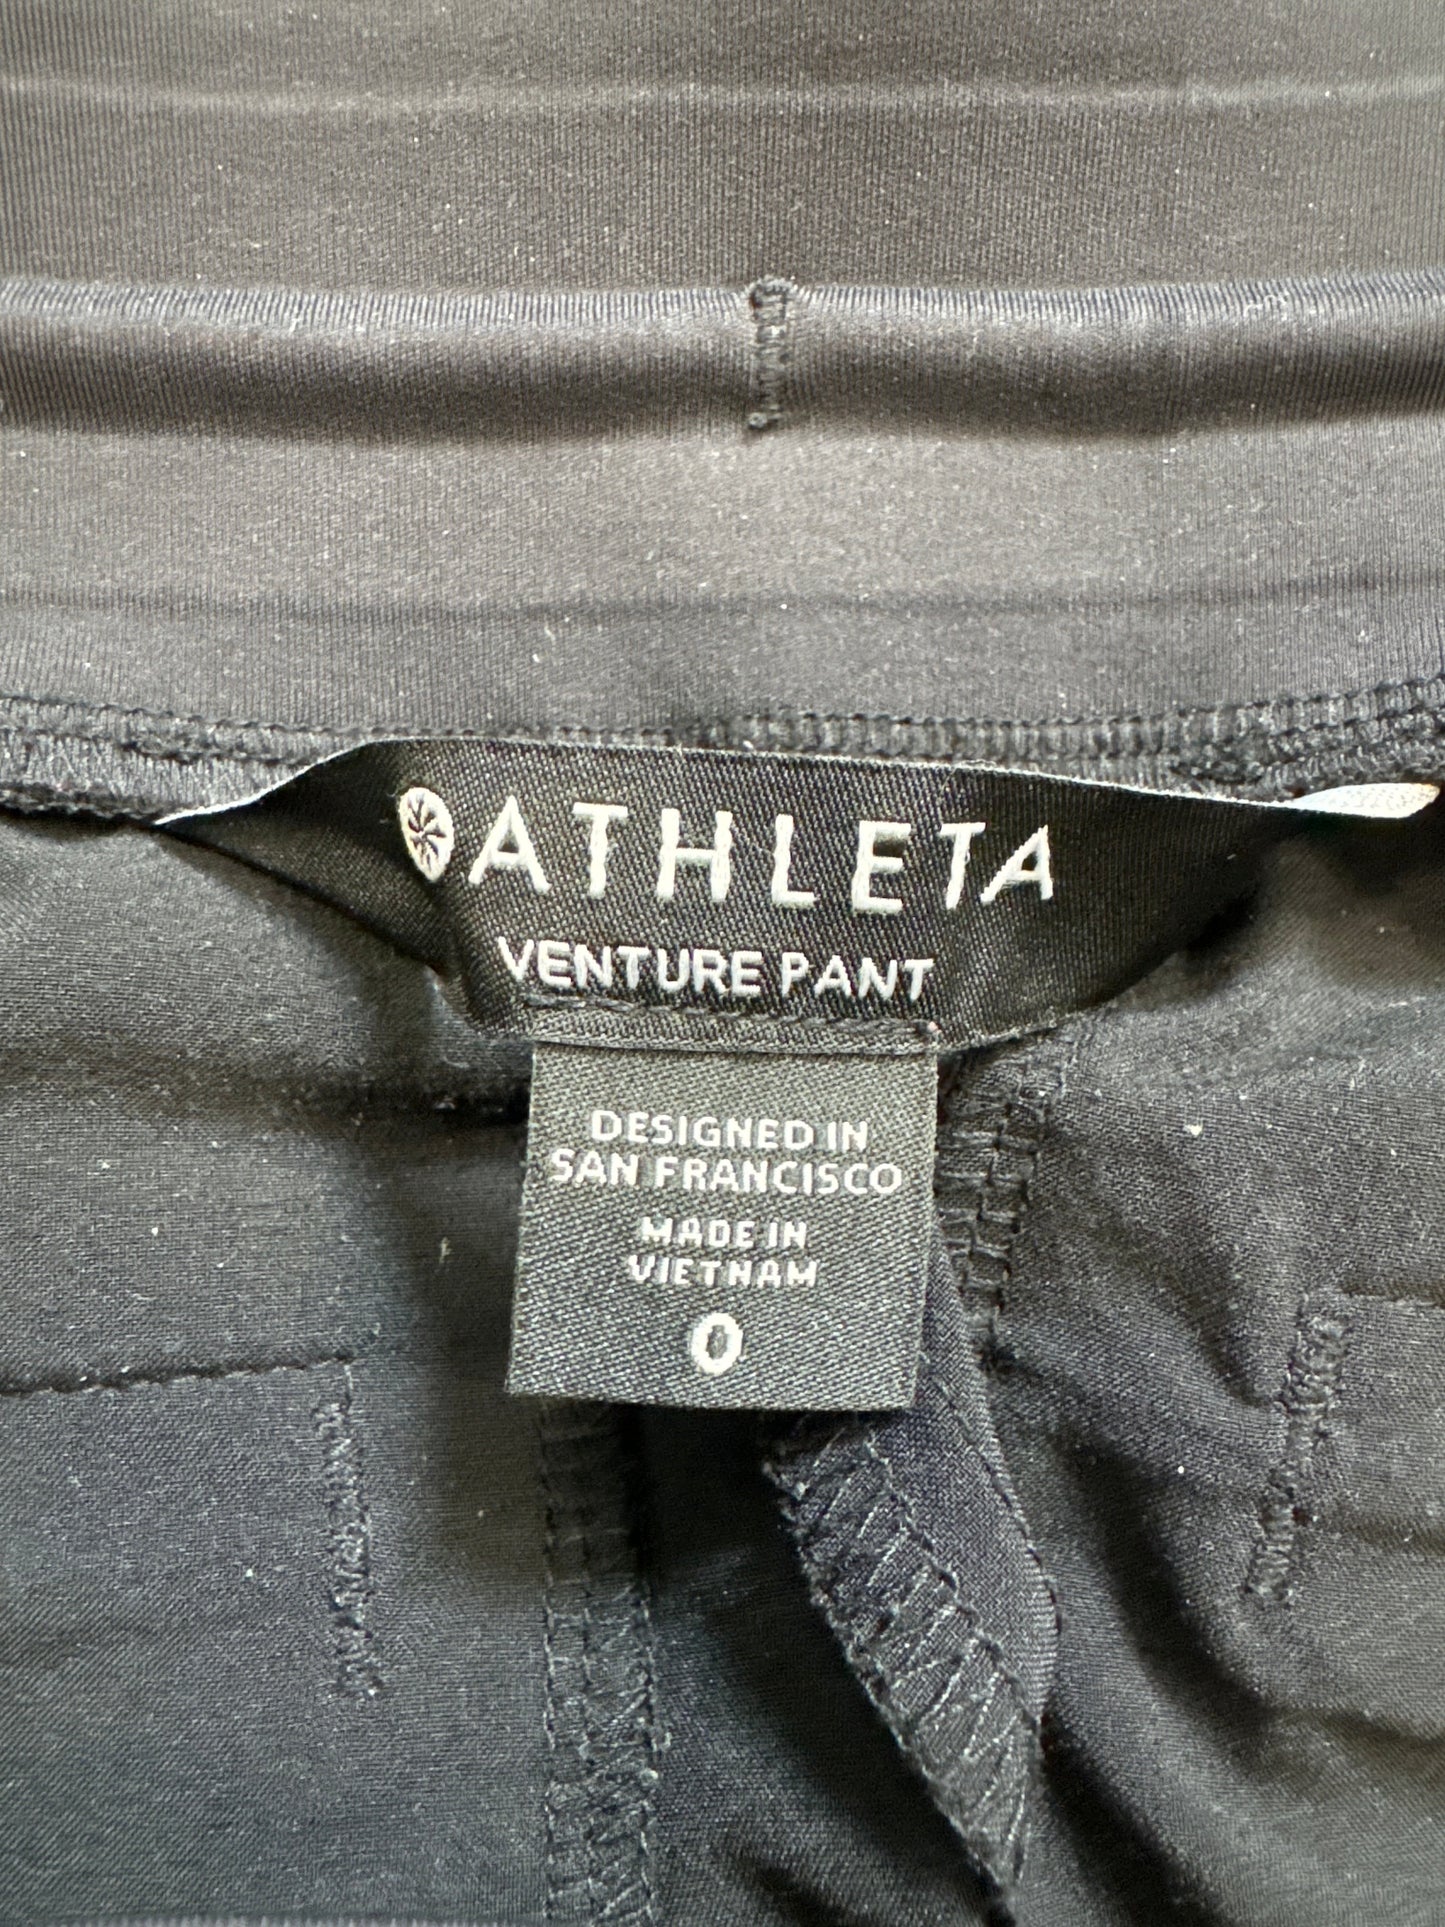 ATHLETA
VENTURE PANT
DESIGNED IN
SAN FRANCISCO
MADE IN
VIETNAM
0